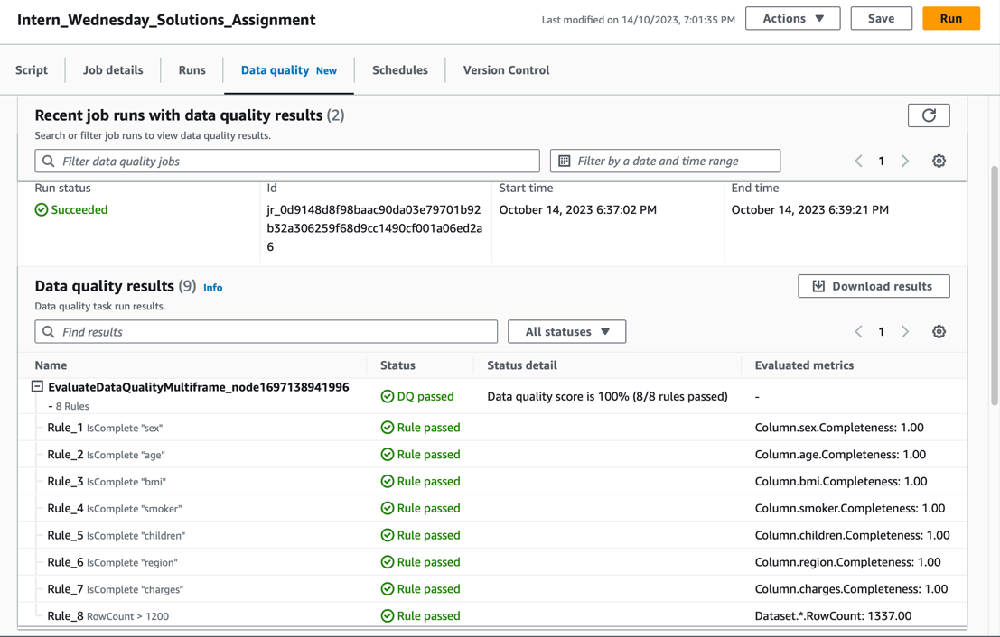 Intern_Wednesday_Solutions_Assignment
Last modified on 14/10/2023, 7:01:35 PM
Actions
Save
Run
Script
Job details
Runs
Data quality New
Schedules
Version Control
Recent job runs with data quality results (2)
Search or filter job runs to view data quality results.
Filter data quality jobs
Filter by a date and time range
1
Run status
Id
Start time
End time
Succeeded
jr_0d9148d8f98baac90da03e79701b92
b32a306259f68d9cc1490cf001a06ed2a
6
October 14, 2023 6:37:02 PM
October 14, 2023 6:39:21 PM
Data quality results (9) Info
Download results
Data quality task run results.
Find results
All statuses
1
Name Status Status detail Evaluated metrics
EvaluateDataQualityMultiframe_node1697138941996
- 8 Rules
DQ passed Data quality score is 100% (8/8 rules passed) -
Rule_1 IsComplete "sex" Rule passed Column.sex.Completeness: 1.00
Rule_2 IsComplete "age" Rule passed Column.age.Completeness: 1.00
Rule_3 IsComplete "bmi" Rule passed Column.bmi.Completeness: 1.00
Rule_4 IsComplete "smoker" Rule passed Column.smoker.Completeness: 1.00
Rule_5 IsComplete "children" Rule passed Column.children.Completeness: 1.00
Rule_6 IsComplete "region" Rule passed Column.region.Completeness: 1.00
Rule_7 IsComplete "charges" Rule passed Column.charges.Completeness: 1.00
Rule_8 RowCount > 1200 Rule passed Dataset.*.RowCount: 1337.00